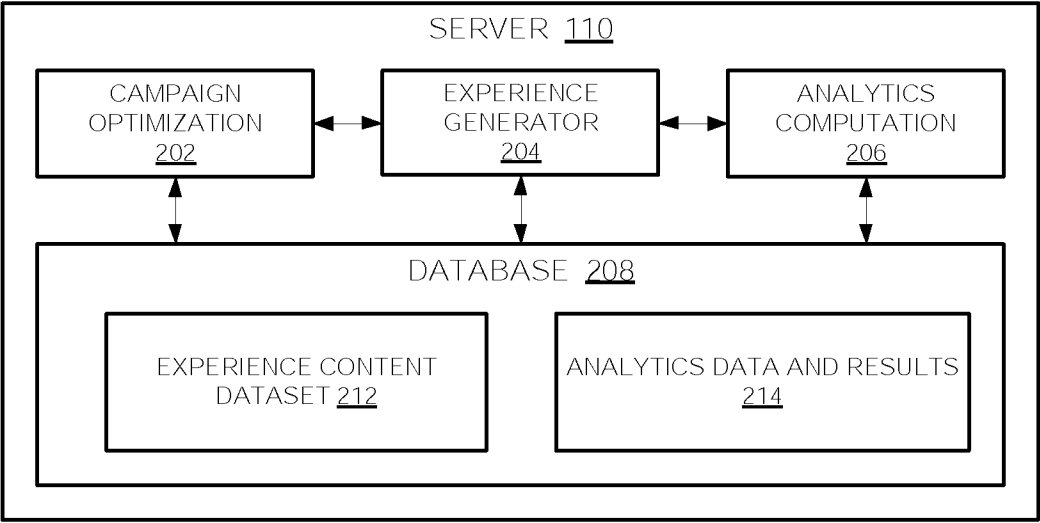 SERVER 110
CAMPAIGN
OPTIMIZATION
202
EXPERIENCE
GENERATOR
204
ANALYTICS
COMPUTATION
206
DATABASE 208
EXPERIENCE CONTENT
DATASET 212
ANALYTICS DATA AND RESULTS
214